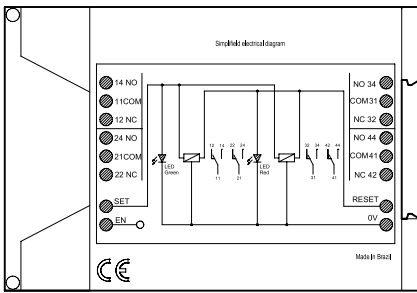 Simplifield electrical diagram
14 NO
11COM
12 NC
24 NO
21COM
22 NC
SET
EN
NO 34
COM31
NC 32
NO 44
COM41
NC 42
RESET
0V
LED
Green
12 14 22 24
11 21
LED
Red
32 34 42 44
31 41
Made In Brazil
CE